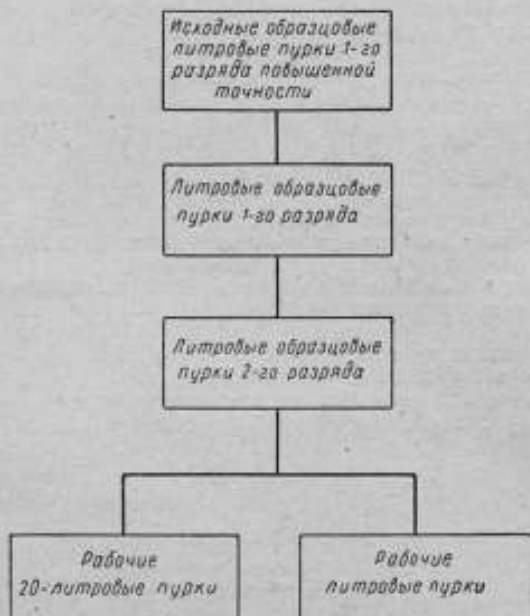 Исходные образцовые
литровые пурки 1-го
разряда повышенной
точности
Литровые образцовые
пурки 1-го разряда
Литровые образцовые
пурки 2-го разряда
Рабочие
20-литровые пурки
Рабочие
литровые пурки